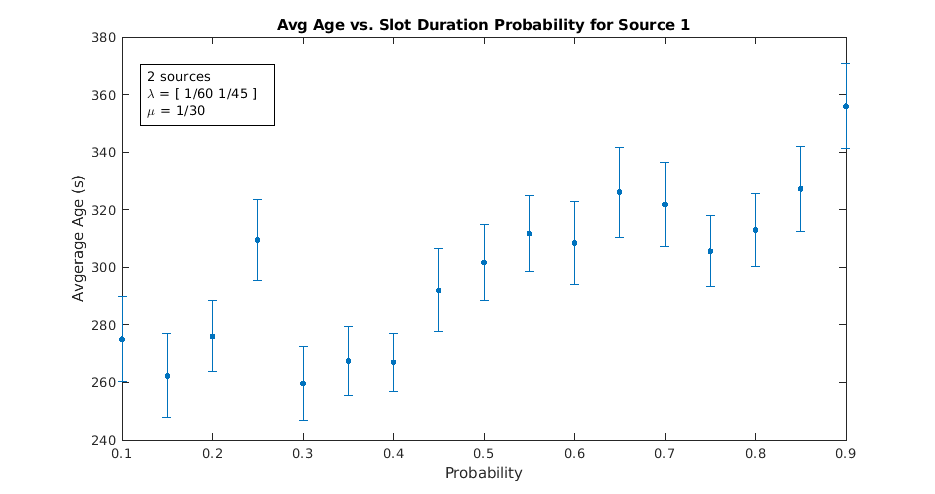 Avg Age vs. Slot Duration Probability for Source 1
380
360
340
320
300
280
260
240
Avgerage Age (s)
2 sources
λ = [ 1/60 1/45 ]
μ = 1/30
0.1 0.2 0.3 0.4 0.5 0.6 0.7 0.8 0.9
Probability